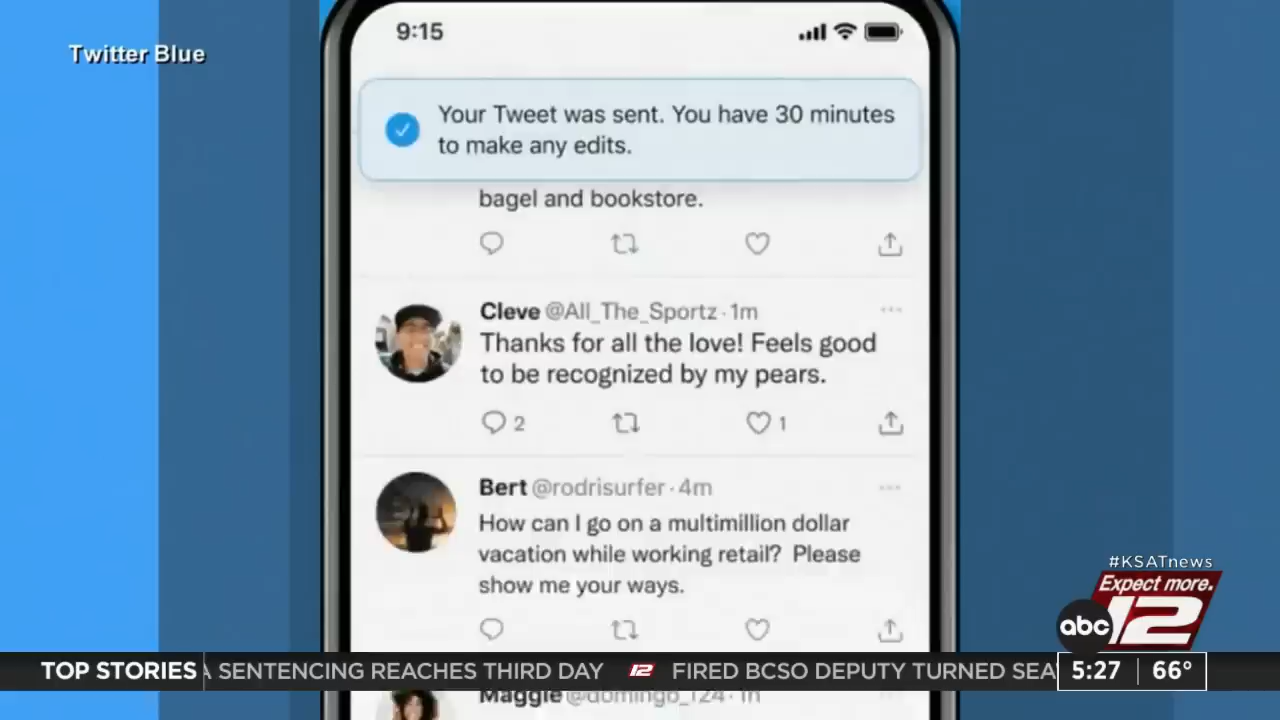 Twitter Blue
9:15
Your Tweet was sent. You have 30 minutes
to make any edits.
bagel and bookstore.
Cleve @All_The_Sportz · 1m
Thanks for all the love! Feels good
to be recognized by my pears.
2
1
Bert @rodrisurfer · 4m
How can I go on a multimillion dollar
vacation while working retail? Please
show me your ways.
#KSATnews
Expect more.
abc 12
TOP STORIES
A SENTENCING REACHES THIRD DAY 12 FIRED BCSO DEPUTY TURNED SEA
5:27 66°
Maggie @domingo_124 · 1h